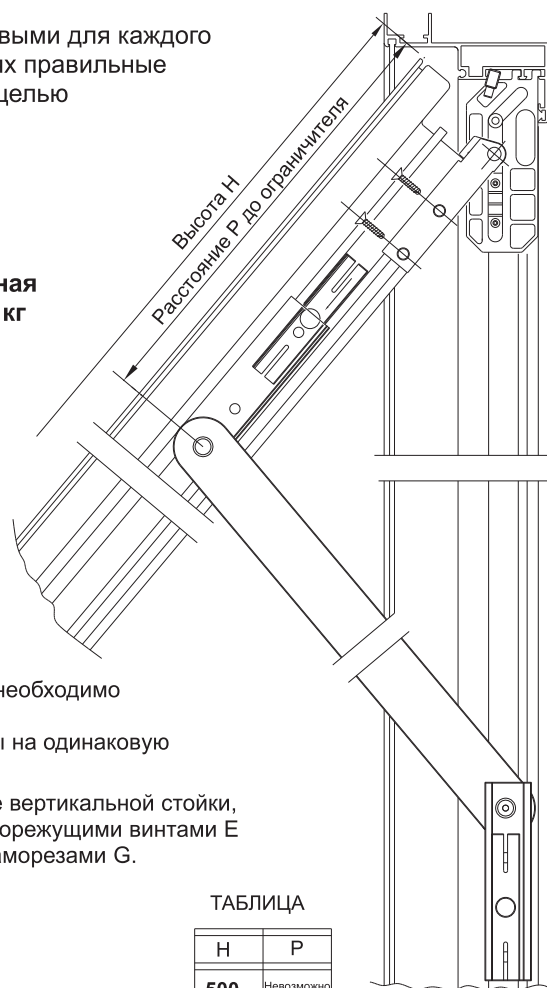 выми для каждого
их правильные
целью
ная
кг
Высота H
Расстояние P до ограничителя
необходимо
ы на одинаковую
е вертикальной стойки,
орежущими винтами E
аморезами G.
ТАБЛИЦА
H P
500 Невозможно